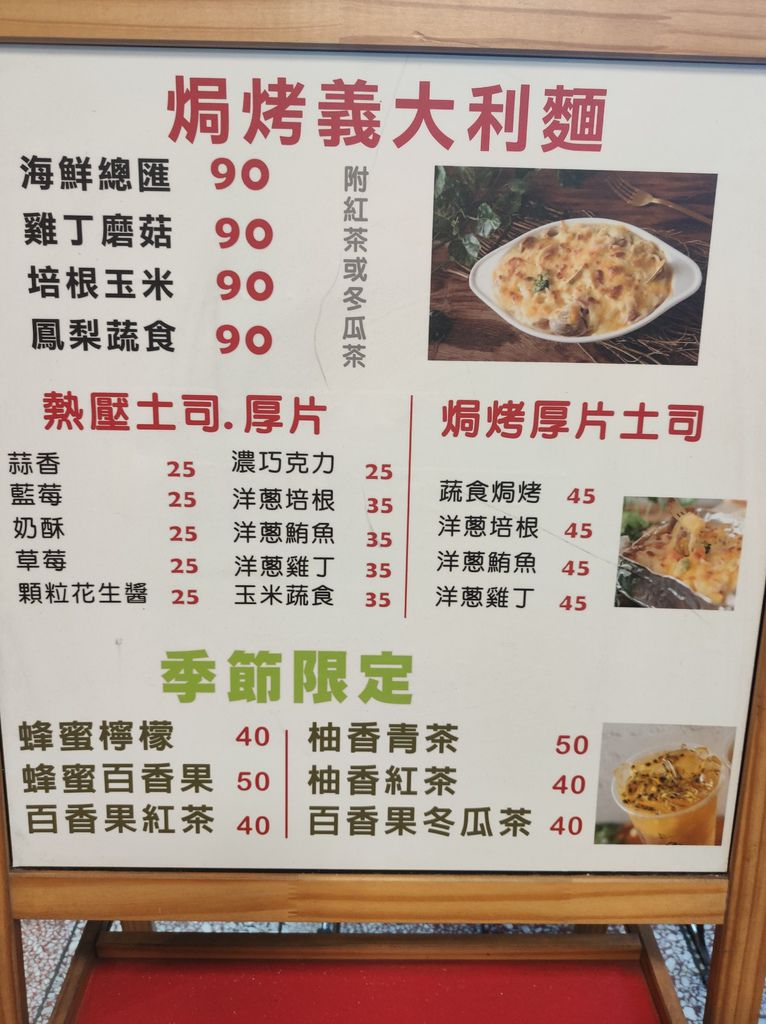 焗烤義大利麵
海鮮總匯 90
雞丁磨菇 90
培根玉米 90
鳳梨蔬食 90
附紅茶或冬瓜茶
熱壓土司.厚片
蒜香 25
藍莓 25
奶酥 25
草莓 25
顆粒花生醬 25
濃巧克力 25
洋蔥培根 35
洋蔥鮪魚 35
洋蔥雞丁 35
玉米蔬食 35
焗烤厚片土司
蔬食焗烤 45
洋蔥培根 45
洋蔥鮪魚 45
洋蔥雞丁 45
季節限定
蜂蜜檸檬 40
蜂蜜百香果 50
百香果紅茶 40
柚香青茶 50
柚香紅茶 40
百香果冬瓜茶 40